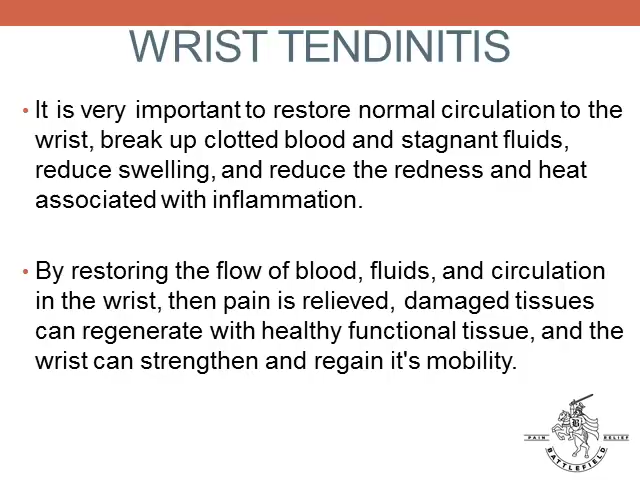 WRIST TENDINITIS
• It is very important to restore normal circulation to the
wrist, break up clotted blood and stagnant fluids,
reduce swelling, and reduce the redness and heat
associated with inflammation.
• By restoring the flow of blood, fluids, and circulation
in the wrist, then pain is relieved, damaged tissues
can regenerate with healthy functional tissue, and the
wrist can strengthen and regain it's mobility.
B
PAIN RELIEF
BATTLEFIELD